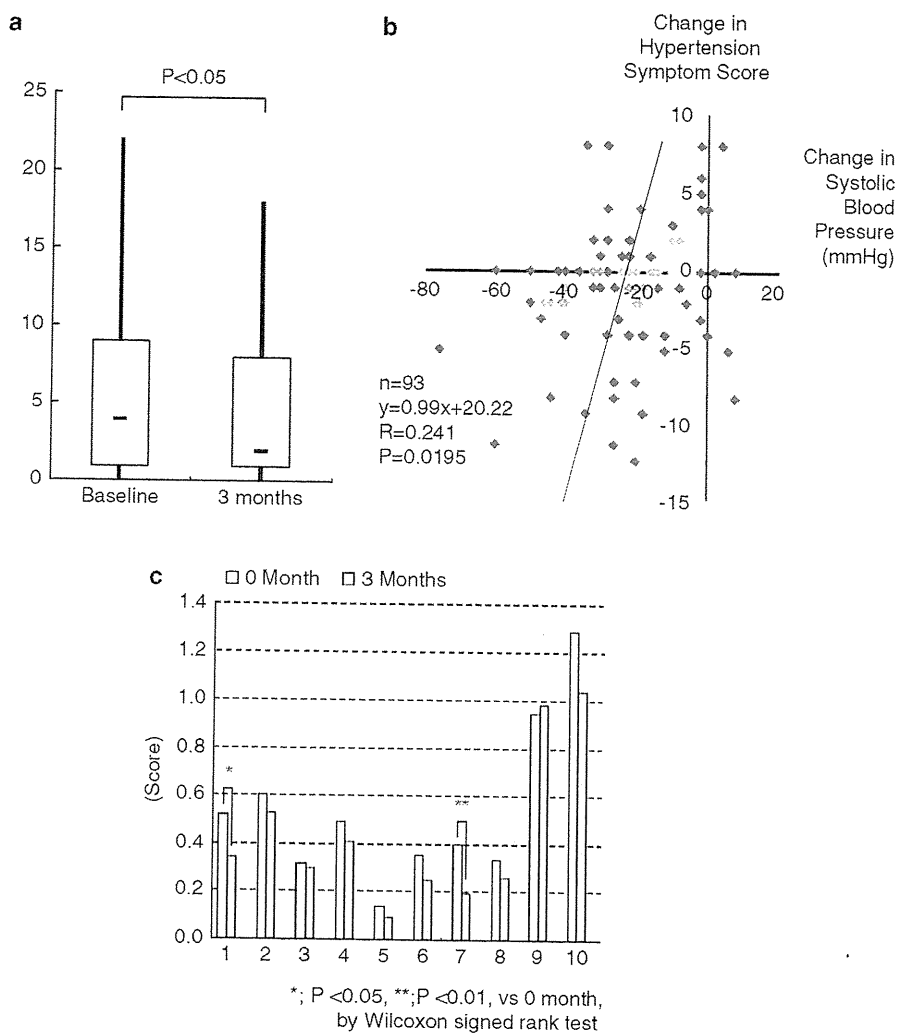 a
P<0.05
25
20
15
10
5
0
Baseline
3 months
b
Change in
Hypertension
Symptom Score
10
5
0
-5
-10
-15
-80
-60
-40
-20
0
20
Change in
Systolic
Blood
Pressure
(mmHg)
n=93
y=0.99x+20.22
R=0.241
P=0.0195
c
0 Month
3 Months
1.4
1.2
1.0
0.8
0.6
0.4
0.2
0.0
(Score)
*
**
1
2
3
4
5
6
7
8
9
10
*; P <0.05, **;P <0.01, vs 0 month,
by Wilcoxon signed rank test